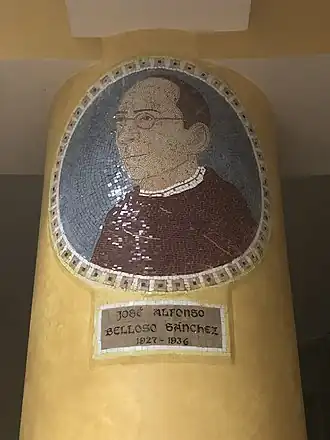 JOSÉ ALFONSO
BELLOSO SÁNCHEZ
1927-1936